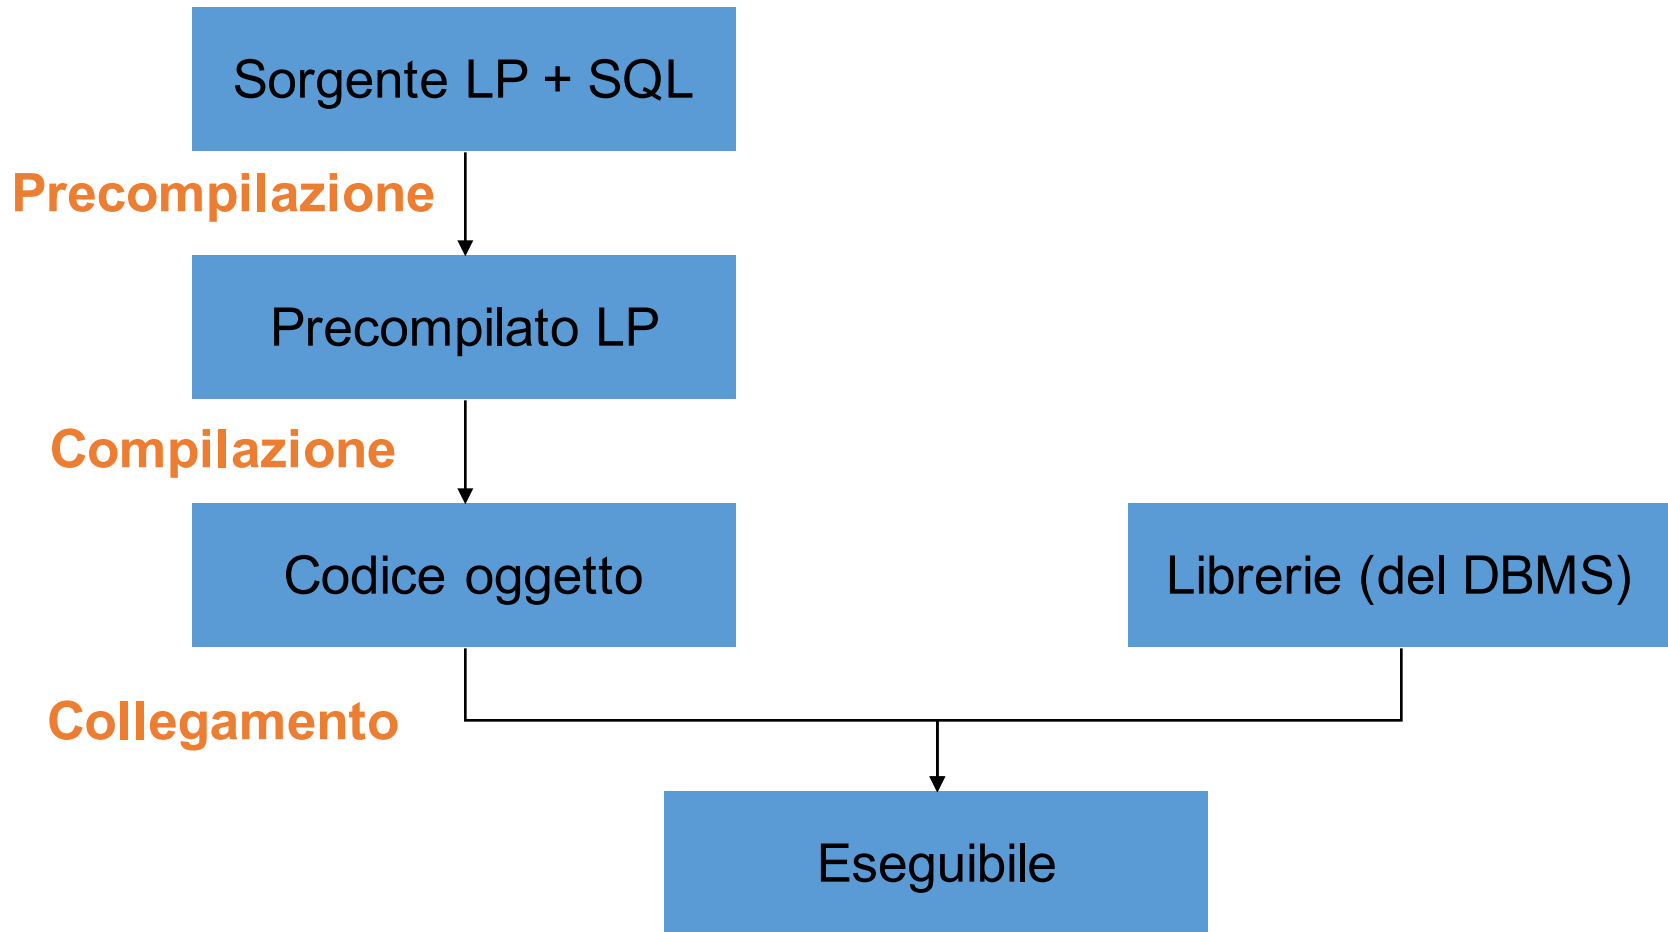 Sorgente LP + SQL
Precompilazione
Precompilato LP
Compilazione
Codice oggetto
Librerie (del DBMS)
Collegamento
Eseguibile